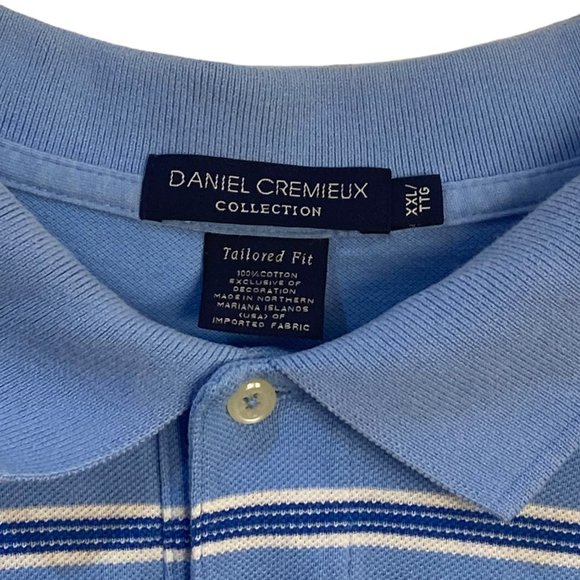 DANIEL CREMIEUX
COLLECTION
XXL/
TTG
Tailored Fit
100% COTTON
EXCLUSIVE OF
DECORATION
MADE IN NORTHERN
MARIANA ISLANDS
(USA) OF
IMPORTED FABRIC